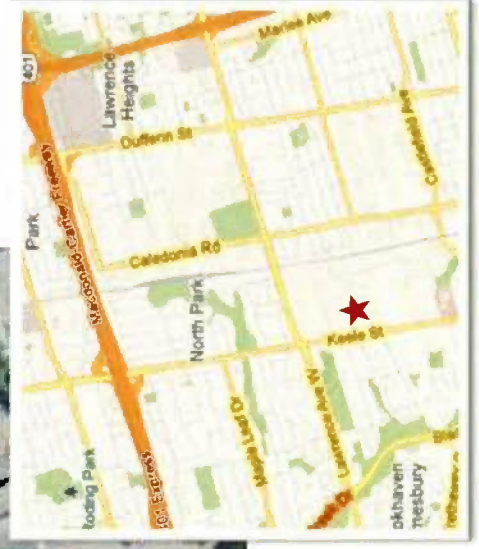 Marlee Ave
401
Lawrence
Heights
Dufferin St
Castlefield Ave
Park
Macdonald-Cartier Freeway
Caledonia Rd
North Park
Keele St
Maple Leaf Dr
Lawrence Ave W
Roding Park
401 Express